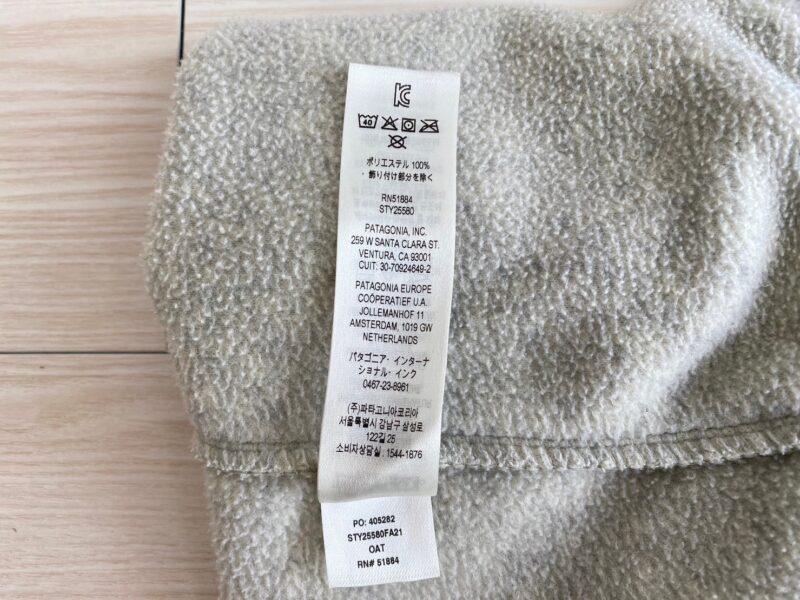 40
ポリエステル 100%
・飾り付け部分を除く
RN51884
STY25580
PATAGONIA, INC.
259 W SANTA CLARA ST.
VENTURA, CA 93001
CUIT: 30-70924649-2
PATAGONIA EUROPE
COÖPERATIEF U.A.
JOLLEMANHOF 11
AMSTERDAM, 1019 GW
NETHERLANDS
パタゴニア・インターナ
ショナル・インク
0467-23-8961
(주)파타고니아코리아
서울특별시 강남구 삼성로
122길 25
소비자상담실 : 1544-1876
PO: 405282
STY25580FA21
OAT
RN# 51884